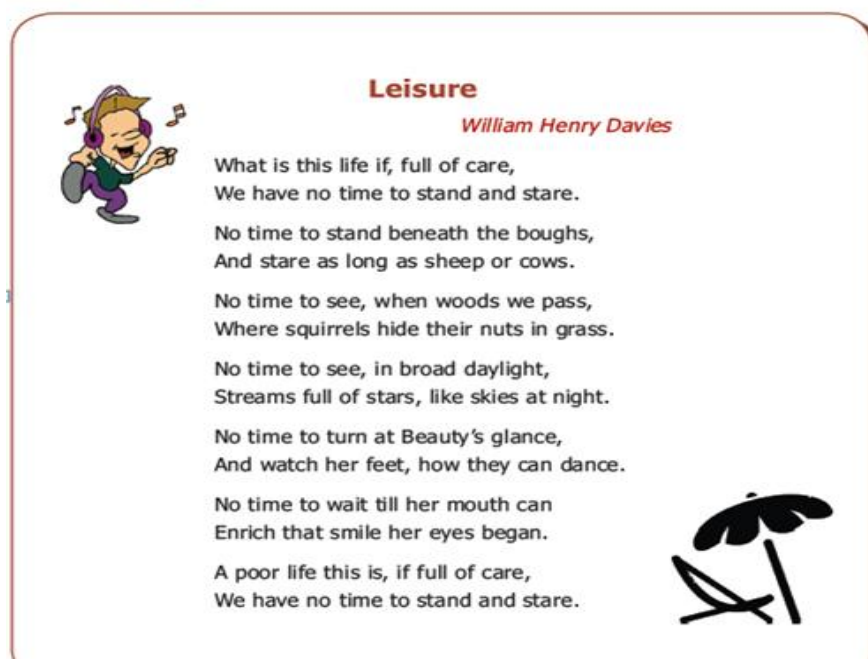 Leisure
William Henry Davies
What is this life if, full of care,
We have no time to stand and stare.
No time to stand beneath the boughs,
And stare as long as sheep or cows.
No time to see, when woods we pass,
Where squirrels hide their nuts in grass.
No time to see, in broad daylight,
Streams full of stars, like skies at night.
No time to turn at Beauty’s glance,
And watch her feet, how they can dance.
No time to wait till her mouth can
Enrich that smile her eyes began.
A poor life this is, if full of care,
We have no time to stand and stare.